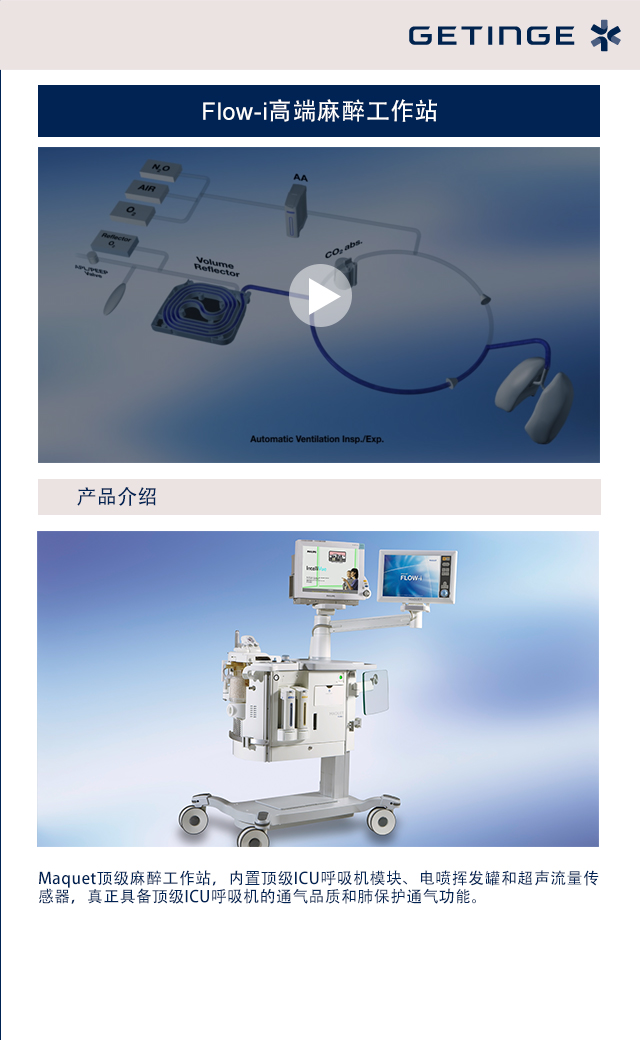 GETINGE
Flow-i高端麻醉工作站
N₂O
AIR
O₂
AA
Reflector O₂
APL/PEEP Valve
Volume Reflector
CO₂ abs.
Automatic Ventilation Insp./Exp.
产品介绍
FLOW-i
Maquet顶级麻醉工作站，内置顶级ICU呼吸机模块、电喷挥发罐和超声流量传
感器，真正具备顶级ICU呼吸机的通气品质和肺保护通气功能。